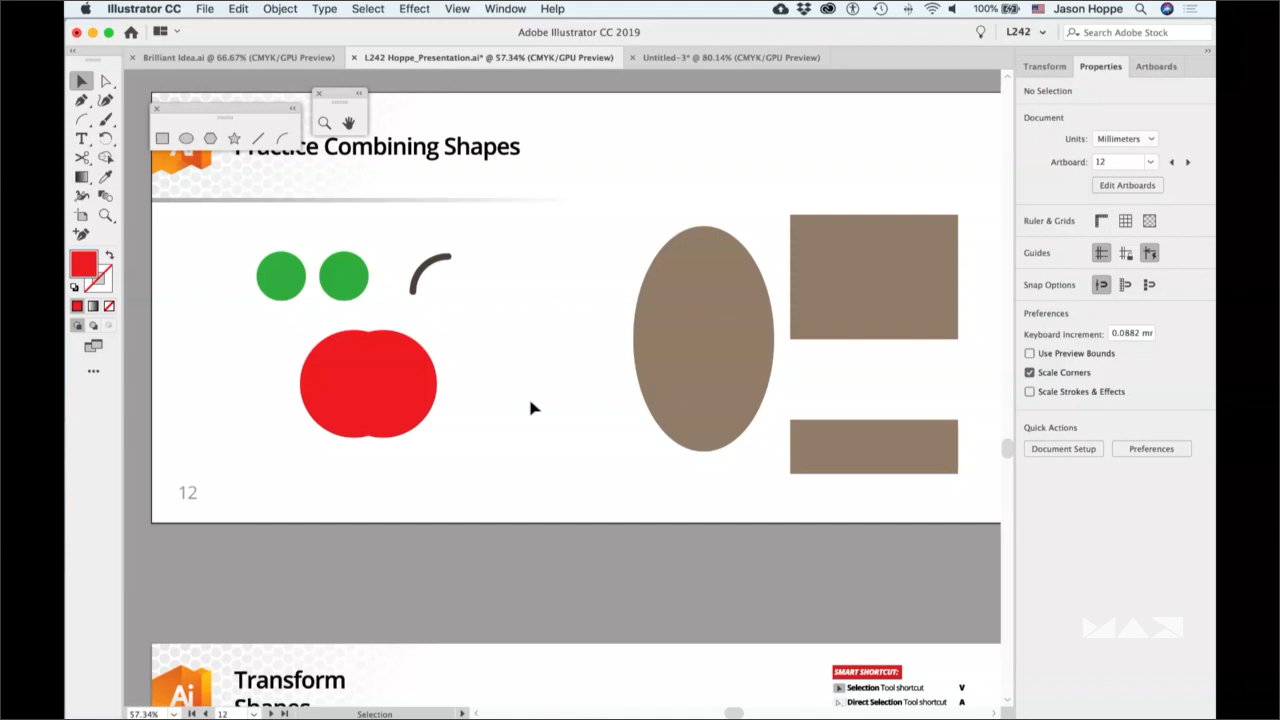 Illustrator CC File Edit Object Type Select Effect View Window Help 100% Jason Hoppe
Adobe Illustrator CC 2019 L242 Search Adobe Stock
Brilliant Idea.ai @ 66.67% (CMYK/GPU Preview) L242 Hoppe_Presentation.ai* @ 57.34% (CMYK/GPU Preview) Untitled-3* @ 80.14% (CMYK/GPU Preview)
Transform Properties Artboards
No Selection
Document
Units: Millimeters
Artboard: 12
Edit Artboards
Ruler & Grids
Guides
Snap Options
Preferences
Keyboard Increment: 0.0882 mr
Use Preview Bounds
Scale Corners
Scale Strokes & Effects
Quick Actions
Document Setup Preferences
Practice Combining Shapes
12
MAX
Ai
Transform
Shapes
SMART SHORTCUT:
Selection Tool shortcut V
Direct Selection Tool shortcut A
57.34% 12 Selection